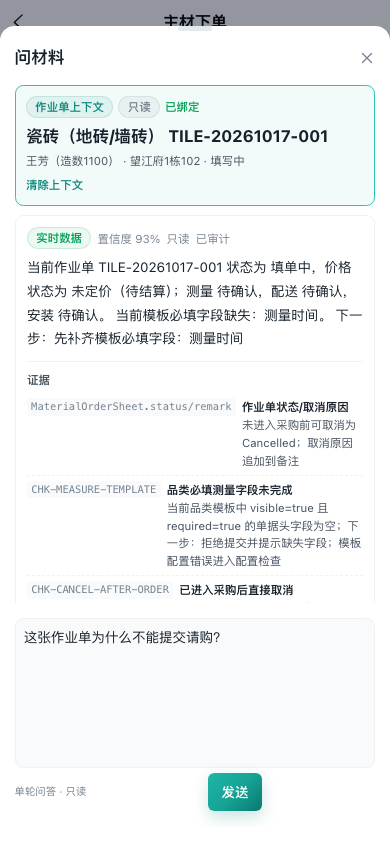 主材下单
问材料
作业单上下文 只读 已绑定
瓷砖（地砖/墙砖） TILE-20261017-001
王芳（造数1100） · 望江府1栋102 · 填写中
清除上下文
实时数据 置信度 93% 只读 已审计
当前作业单 TILE-20261017-001 状态为 填单中，价格
状态为 未定价（待结算）；测量 待确认，配送 待确认，
安装 待确认。 当前模板必填字段缺失：测量时间。 下一
步：先补齐模板必填字段：测量时间
证据
MaterialOrderSheet.status/remark 作业单状态/取消原因
未进入采购前可取消为
Cancelled；取消原因
追加到备注
CHK-MEASURE-TEMPLATE 品类必填测量字段未完成
当前品类模板中 visible=true 且
required=true 的单据头字段为空；下
一步：拒绝提交并提示缺失字段；模板
配置错误进入配置检查
CHK-CANCEL-AFTER-ORDER 已进入采购后直接取消
这张作业单为什么不能提交请购?
单轮问答 · 只读
发送